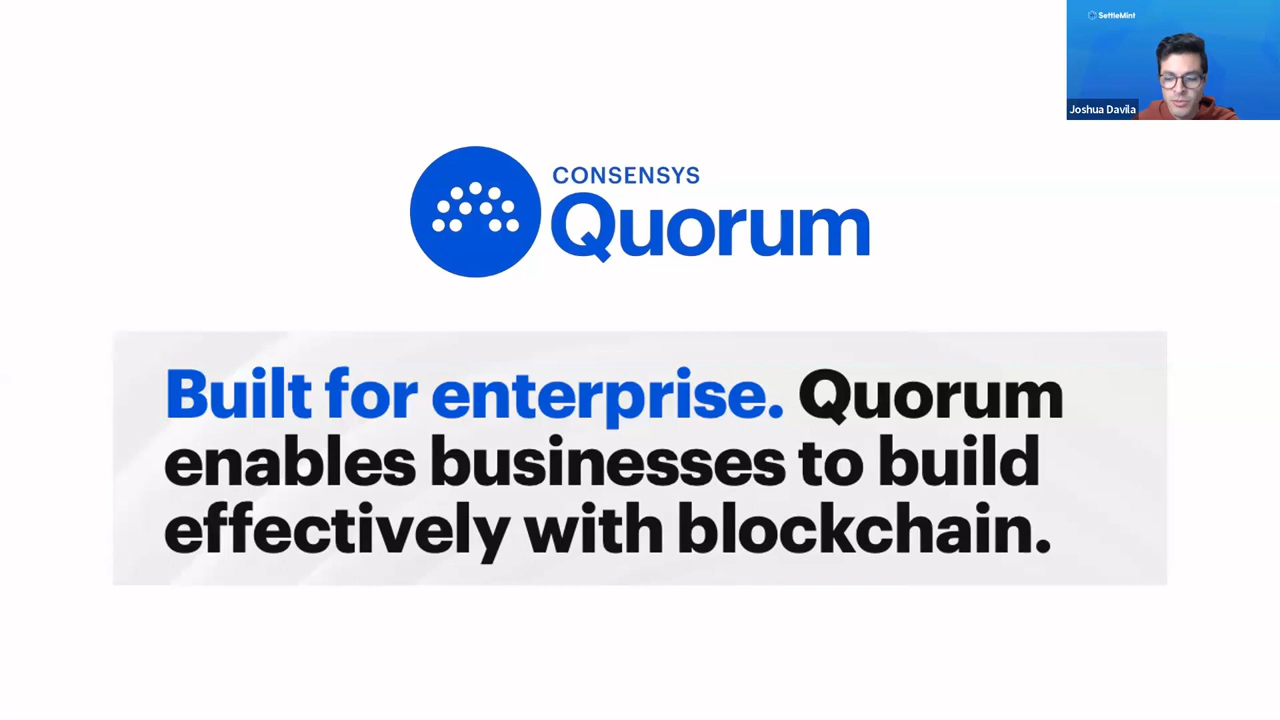 SettleMint
Joshua Davila
CONSENSYS
Quorum
Built for enterprise. Quorum
enables businesses to build
effectively with blockchain.